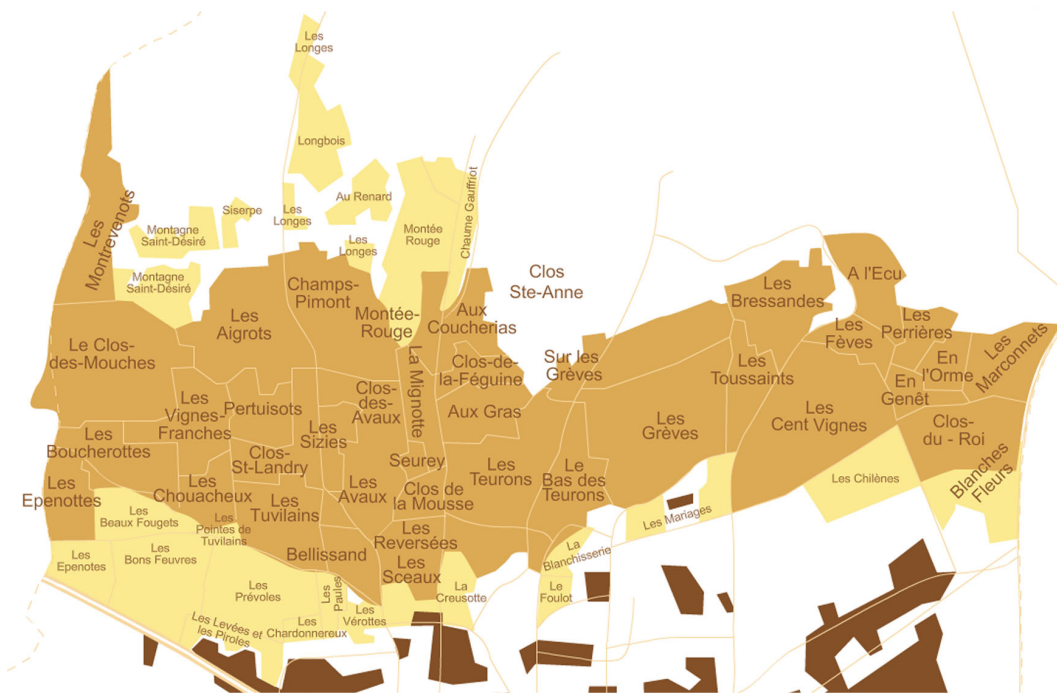 Les
Longes
Longbois
Au Renard
Siserpe
Les
Longes
Montagne
Saint-Désiré
Les
Longes
Montée
Rouge
Chaume Gauffriot
Les
Montrevenots
Montagne
Saint-Désiré
Champs-
Pimont
Clos
Ste-Anne
A l'Ecu
Les
Bressandes
Les
Aigrots
Montée-
Rouge
Aux
Coucherias
Les
Perrières
Les
Fèves
Les
Marconnets
Le Clos-
des-Mouches
La Mignotte
Clos-de-
la-Féguine
Sur les
Grèves
Les
Toussaints
En
l'Orme
En
Genêt
Les
Vignes-
Franches
Pertuisots
Clos-
des-
Avaux
Aux Gras
Les
Grèves
Les
Cent Vignes
Clos-
du - Roi
Les
Boucherottes
Les
Sizies
Clos-
St-Landry
Seurey
Les
Teurons
Le
Bas des
Teurons
Les Chilènes
Blanches
Fleurs
Les
Epenottes
Les
Chouacheux
Les
Avaux
Clos de
la Mousse
Les
Tuvilains
Les
Beaux Fougets
Les
Pointes de
Tuvilains
Les Mariages
Les
Reversées
Bellissand
Les
Epenotes
Les
Bons Feuvres
La
Blanchisserie
Les
Sceaux
La
Creusotte
Le
Foulot
Les
Prévoles
Les
Paules
Les
Vérottes
Les
Chardonnereux
Les Levées et
les Piroles